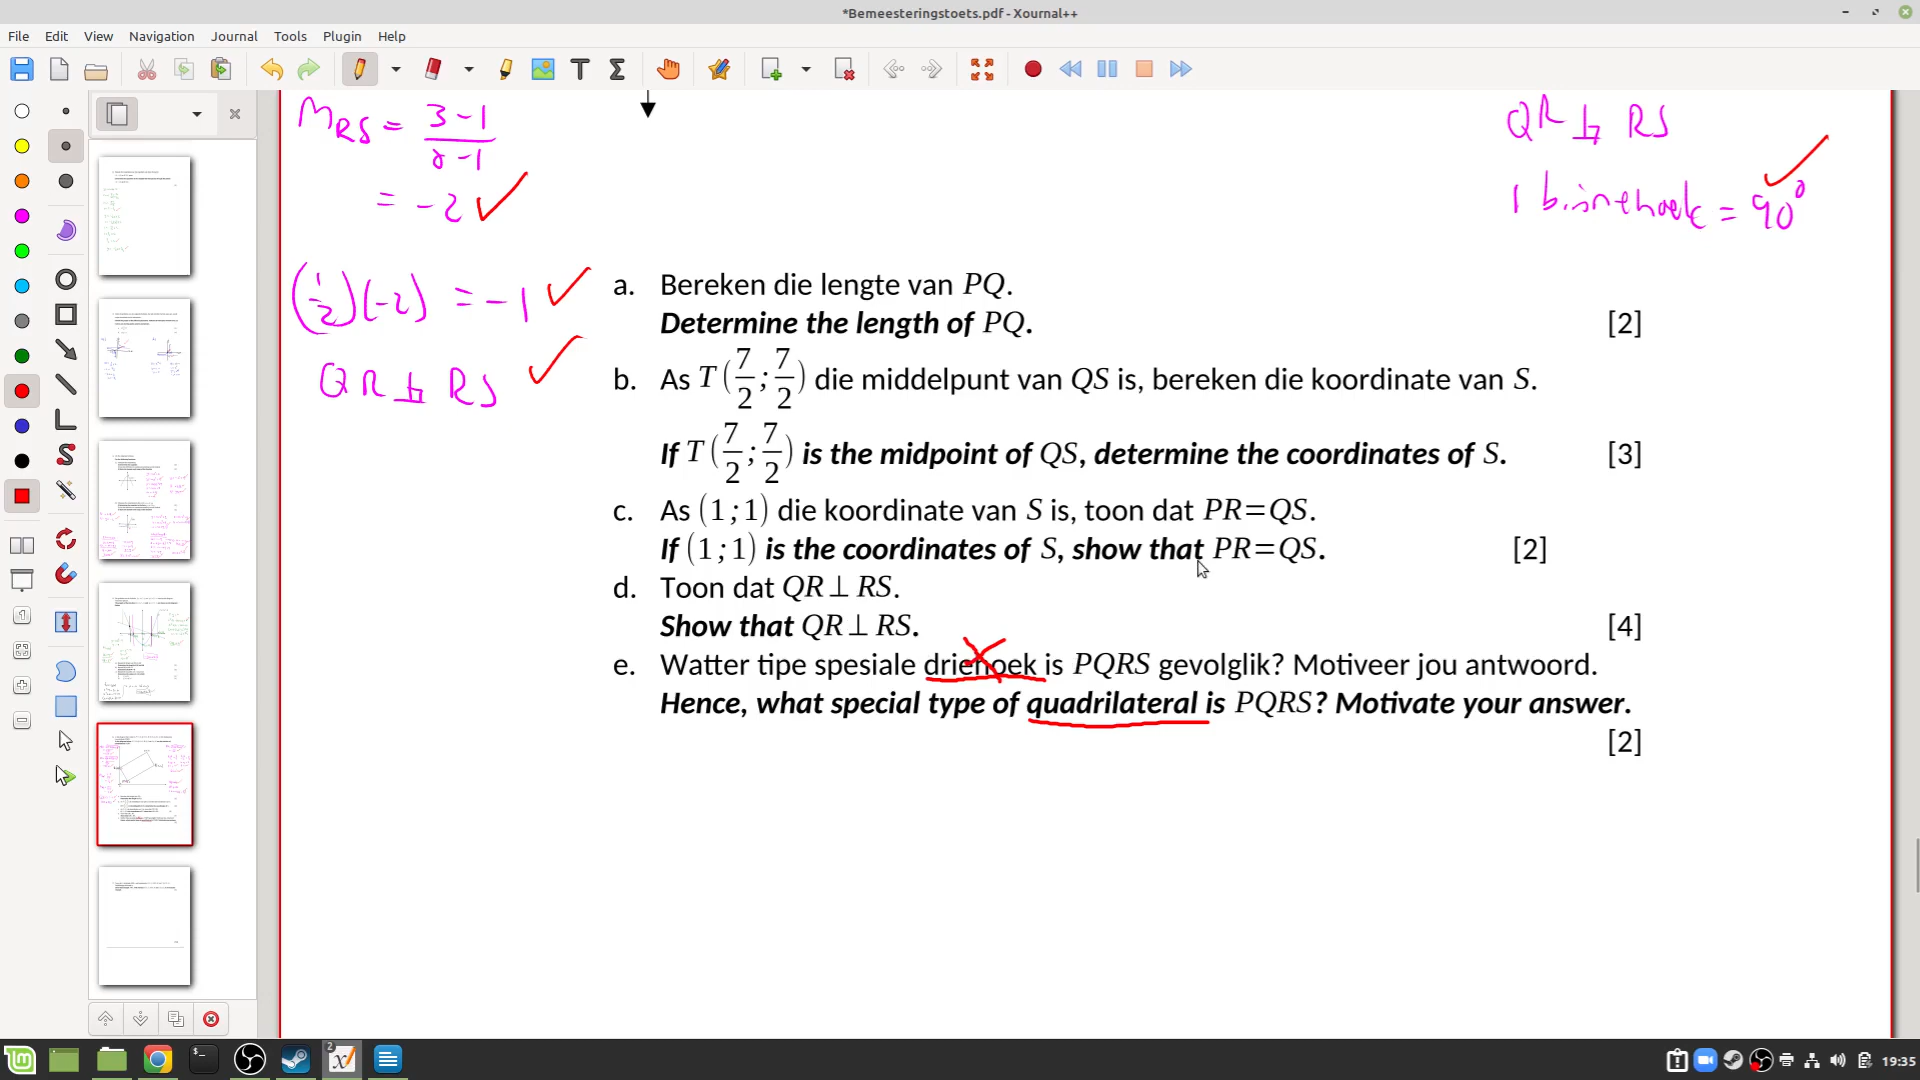 *Bemeesteringstoets.pdf - Xournal++
File Edit View Navigation Journal Tools Plugin Help
M_RS = (3-1)/(2-1)
= -2
(1/2)(-2) = -1
QR ⊥ RS
QR ⊥ RS
1 binnehoek = 90°
a. Bereken die lengte van PQ.
Determine the length of PQ. [2]
b. As T(7/2;7/2) die middelpunt van QS is, bereken die koordinate van S.
If T(7/2;7/2) is the midpoint of QS, determine the coordinates of S. [3]
c. As (1;1) die koordinate van S is, toon dat PR=QS.
If (1;1) is the coordinates of S, show that PR=QS. [2]
d. Toon dat QR⊥RS.
Show that QR⊥RS. [4]
e. Watter tipe spesiale driehoek is PQRS gevolglik? Motiveer jou antwoord.
Hence, what special type of quadrilateral is PQRS? Motivate your answer.
[2]
19:35